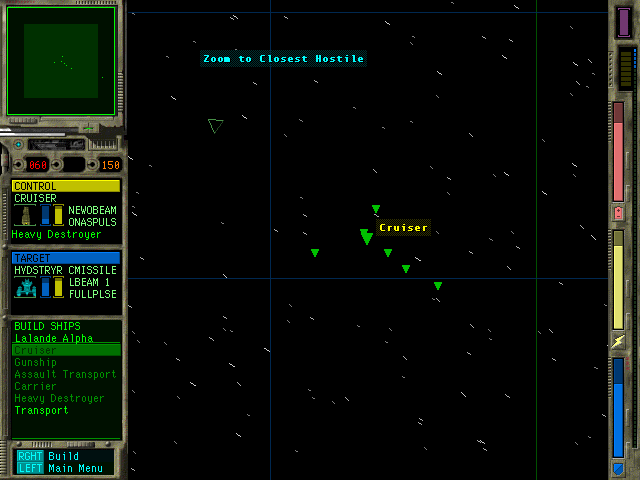 Zoom to Closest Hostile
060 150
CONTROL
CRUISER
NEWOBEAM
ONASPULS
Heavy Destroyer
Cruiser
TARGET
HVDSTRYR CMISSILE
LBEAM 1
FULLPLSE
BUILD SHIPS
Lalande Alpha
Cruiser
Gunship
Assault Transport
Carrier
Heavy Destroyer
Transport
RGHT Build
LEFT Main Menu